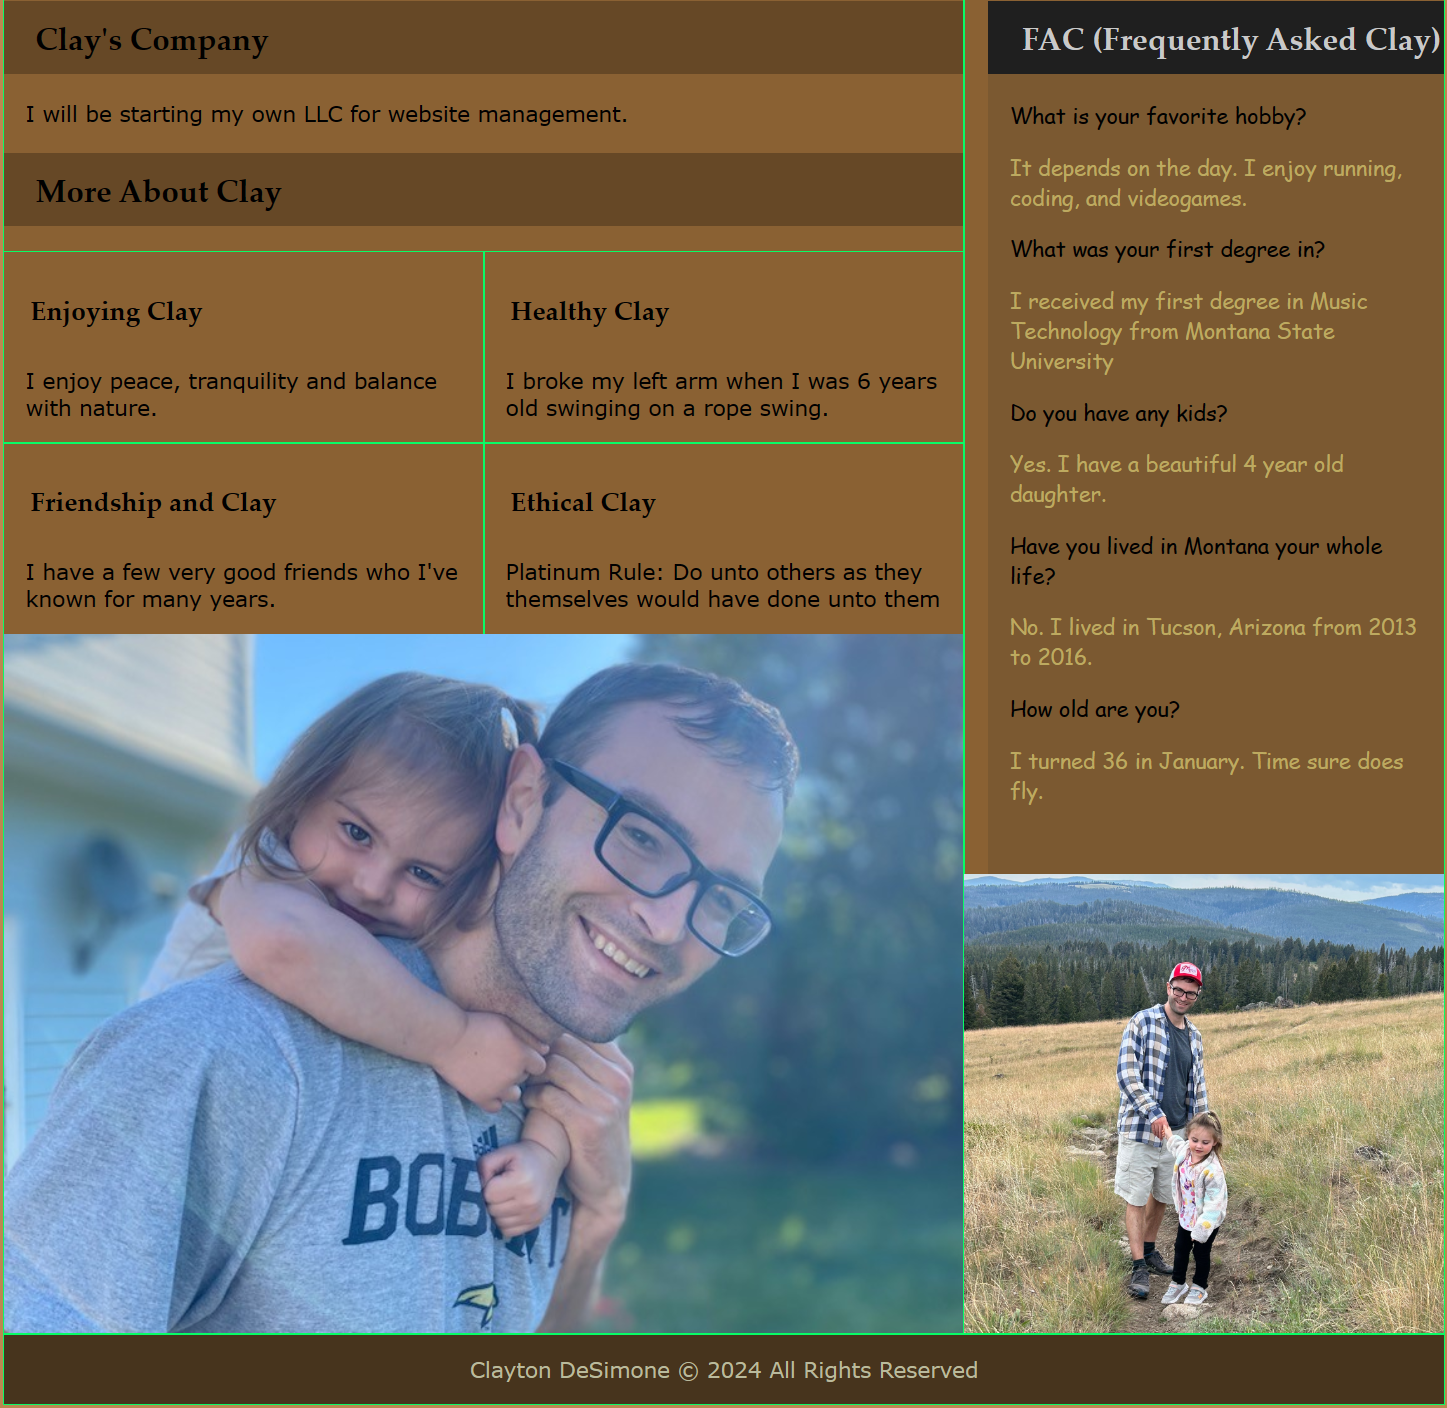 Clay's Company
I will be starting my own LLC for website management.
More About Clay
Enjoying Clay
I enjoy peace, tranquility and balance
with nature.
Healthy Clay
I broke my left arm when I was 6 years
old swinging on a rope swing.
Friendship and Clay
I have a few very good friends who I've
known for many years.
Ethical Clay
Platinum Rule: Do unto others as they
themselves would have done unto them
FAC (Frequently Asked Clay)
What is your favorite hobby?
It depends on the day. I enjoy running,
coding, and videogames.
What was your first degree in?
I received my first degree in Music
Technology from Montana State
University
Do you have any kids?
Yes. I have a beautiful 4 year old
daughter.
Have you lived in Montana your whole
life?
No. I lived in Tucson, Arizona from 2013
to 2016.
How old are you?
I turned 36 in January. Time sure does
fly.
Clayton DeSimone © 2024 All Rights Reserved